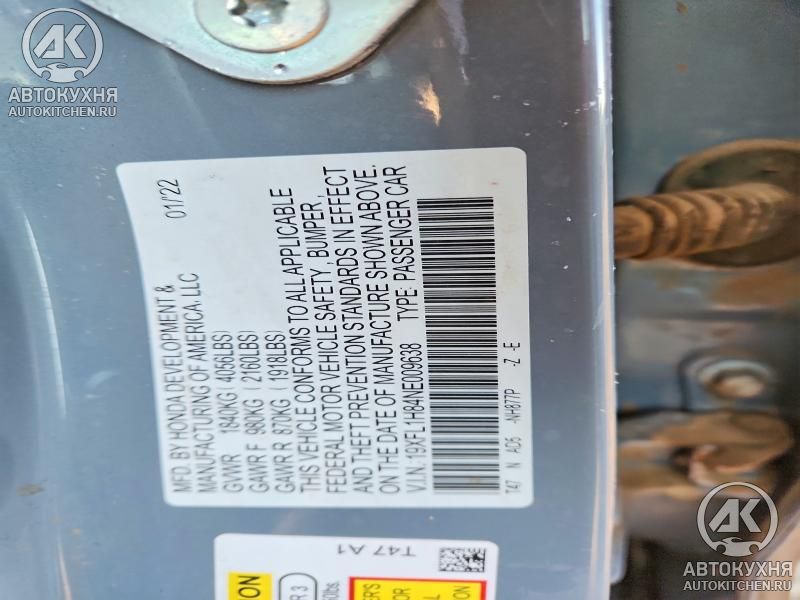 AK
АВТОКУХНЯ
AUTOKITCHEN.RU
MFD. BY HONDA DEVELOPMENT &
MANUFACTURING OF AMERICA. LLC 01/'22
GVWR 1840KG (4056LBS)
GAWR F 980KG (2160LBS)
GAWR R 870KG (1918LBS)
THIS VEHICLE CONFORMS TO ALL APPLICABLE
FEDERAL MOTOR VEHICLE SAFETY, BUMPER,
AND THEFT PREVENTION STANDARDS IN EFFECT
ON THE DATE OF MANUFACTURE SHOWN ABOVE.
V.I.N.: 19XFL1H84NE009638 TYPE: PASSENGER CAR
T47 N AC5 -NH877P -Z -E
T47 A1
AK
АВТОКУХНЯ
AUTOKITCHEN.RU